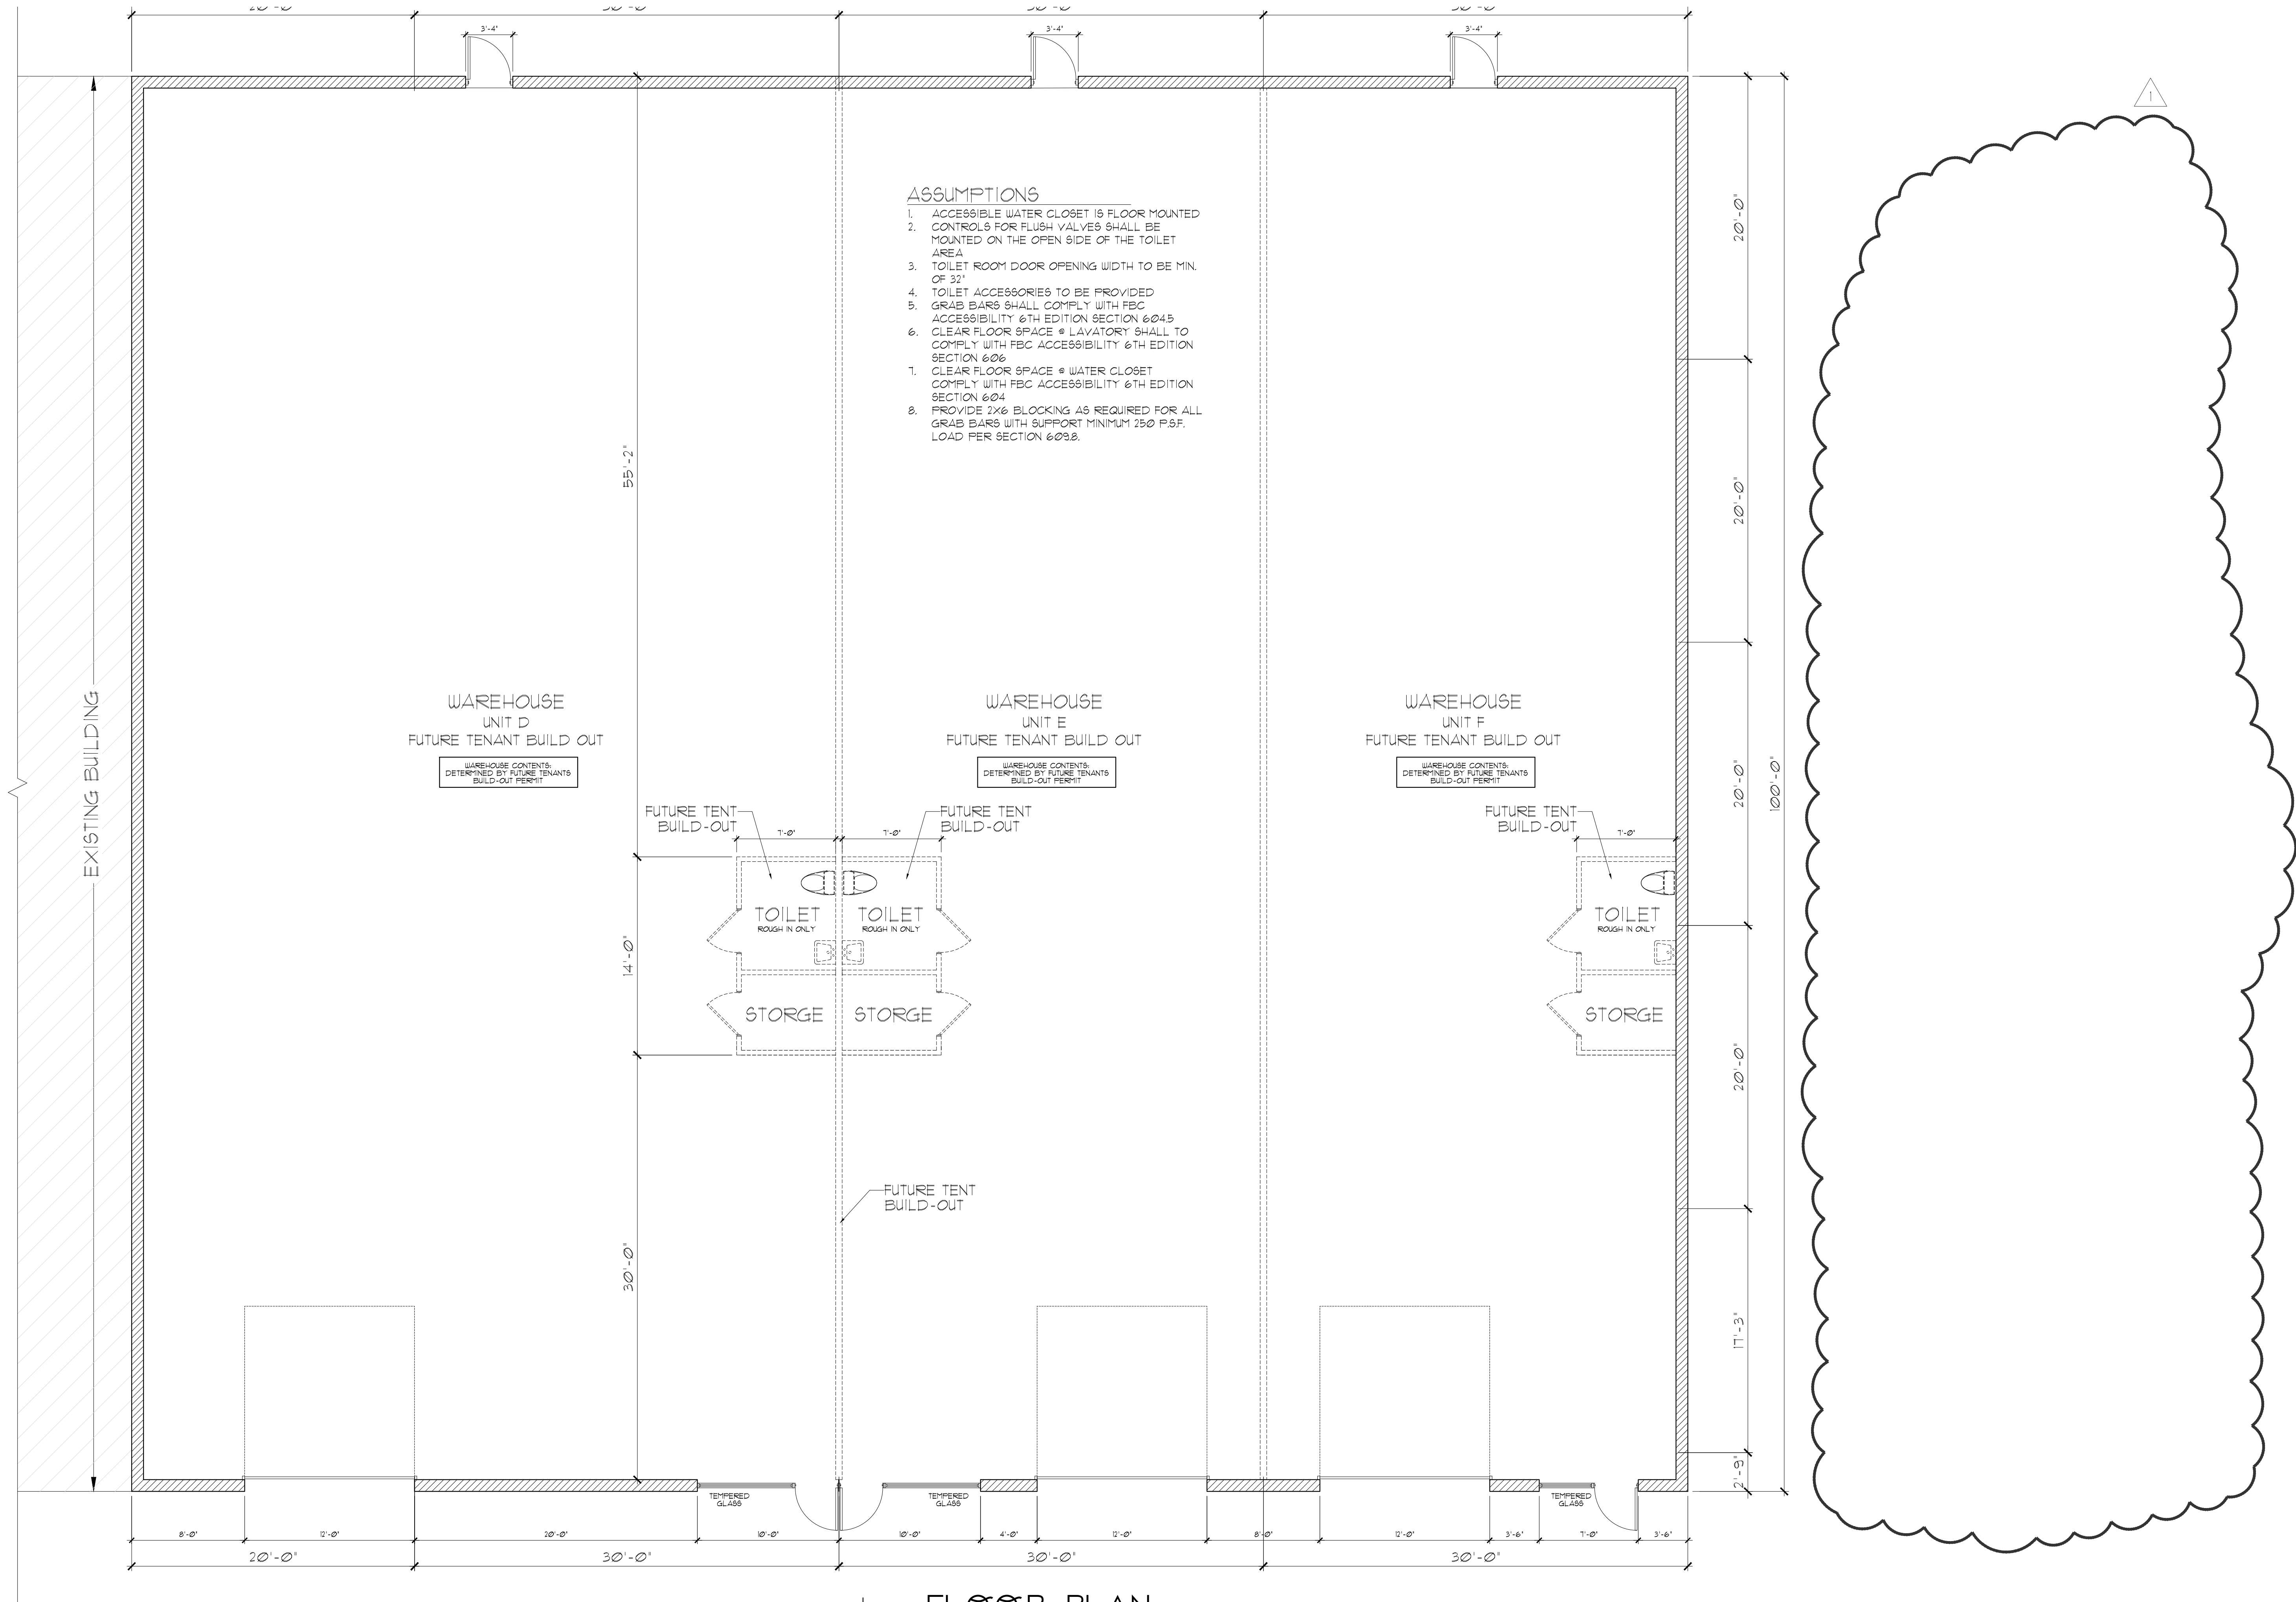 20'-0" 30'-0" 30'-0" 30'-0"
3'-4" 3'-4" 3'-4"
1
ASSUMPTIONS
1. ACCESSIBLE WATER CLOSET IS FLOOR MOUNTED
2. CONTROLS FOR FLUSH VALVES SHALL BE
MOUNTED ON THE OPEN SIDE OF THE TOILET
AREA
3. TOILET ROOM DOOR OPENING WIDTH TO BE MIN.
OF 32"
4. TOILET ACCESSORIES TO BE PROVIDED
5. GRAB BARS SHALL COMPLY WITH FBC
ACCESSIBILITY 6TH EDITION SECTION 604.5
6. CLEAR FLOOR SPACE @ LAVATORY SHALL TO
COMPLY WITH FBC ACCESSIBILITY 6TH EDITION
SECTION 606
7. CLEAR FLOOR SPACE @ WATER CLOSET
COMPLY WITH FBC ACCESSIBILITY 6TH EDITION
SECTION 604
8. PROVIDE 2X6 BLOCKING AS REQUIRED FOR ALL
GRAB BARS WITH SUPPORT MINIMUM 250 P.S.F.
LOAD PER SECTION 609.8.
20'-0"
20'-0"
20'-0"
20'-0"
17'-3"
2'-9"
100'-0"
55'-2"
14'-0"
30'-0"
EXISTING BUILDING
WAREHOUSE
UNIT D
FUTURE TENANT BUILD OUT
WAREHOUSE CONTENTS:
DETERMINED BY FUTURE TENANTS
BUILD-OUT PERMIT
WAREHOUSE
UNIT E
FUTURE TENANT BUILD OUT
WAREHOUSE CONTENTS:
DETERMINED BY FUTURE TENANTS
BUILD-OUT PERMIT
WAREHOUSE
UNIT F
FUTURE TENANT BUILD OUT
WAREHOUSE CONTENTS:
DETERMINED BY FUTURE TENANTS
BUILD-OUT PERMIT
FUTURE TENT
BUILD-OUT
FUTURE TENT
BUILD-OUT
FUTURE TENT
BUILD-OUT
7'-0" 7'-0" 7'-0"
TOILET
ROUGH IN ONLY
TOILET
ROUGH IN ONLY
TOILET
ROUGH IN ONLY
STORGE STORGE STORGE
FUTURE TENT
BUILD-OUT
TEMPERED
GLASS
TEMPERED
GLASS
TEMPERED
GLASS
8'-0" 12'-0" 20'-0" 10'-0" 10'-0" 4'-0" 12'-0" 8'-0" 12'-0" 3'-6" 7'-0" 3'-6"
20'-0" 30'-0" 30'-0" 30'-0"
FLOOR PLAN